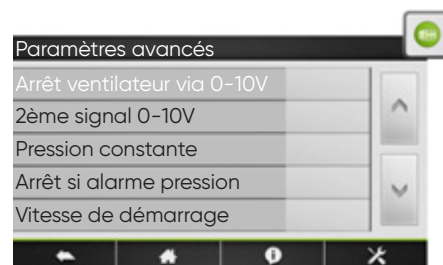 Paramètres avancés
Arrêt ventilateur via 0-10V
2ème signal 0-10V
Pression constante
Arrêt si alarme pression
Vitesse de démarrage